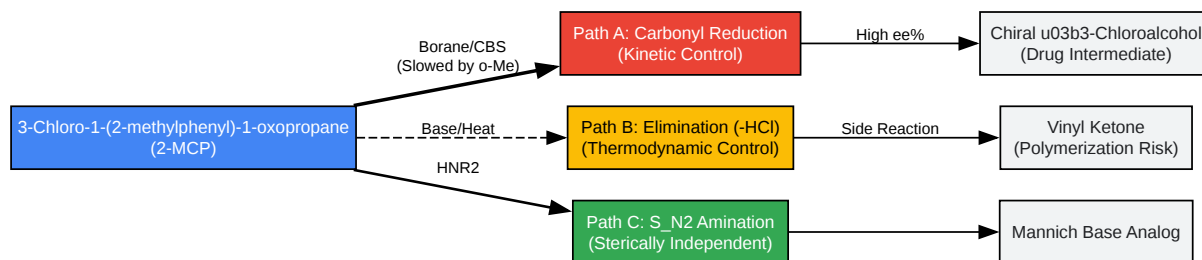 3-Chloro-1-(2-methylphenyl)-1-oxopropane
(2-MCP)
Borane/CBS
(Slowed by o-Me)
Path A: Carbonyl Reduction
(Kinetic Control)
High ee%
Chiral u03b3-Chloroalcohol
(Drug Intermediate)
Base/Heat
Path B: Elimination (-HCl)
(Thermodynamic Control)
Side Reaction
Vinyl Ketone
(Polymerization Risk)
HNR2
Path C: S_N2 Amination
(Sterically Independent)
Mannich Base Analog